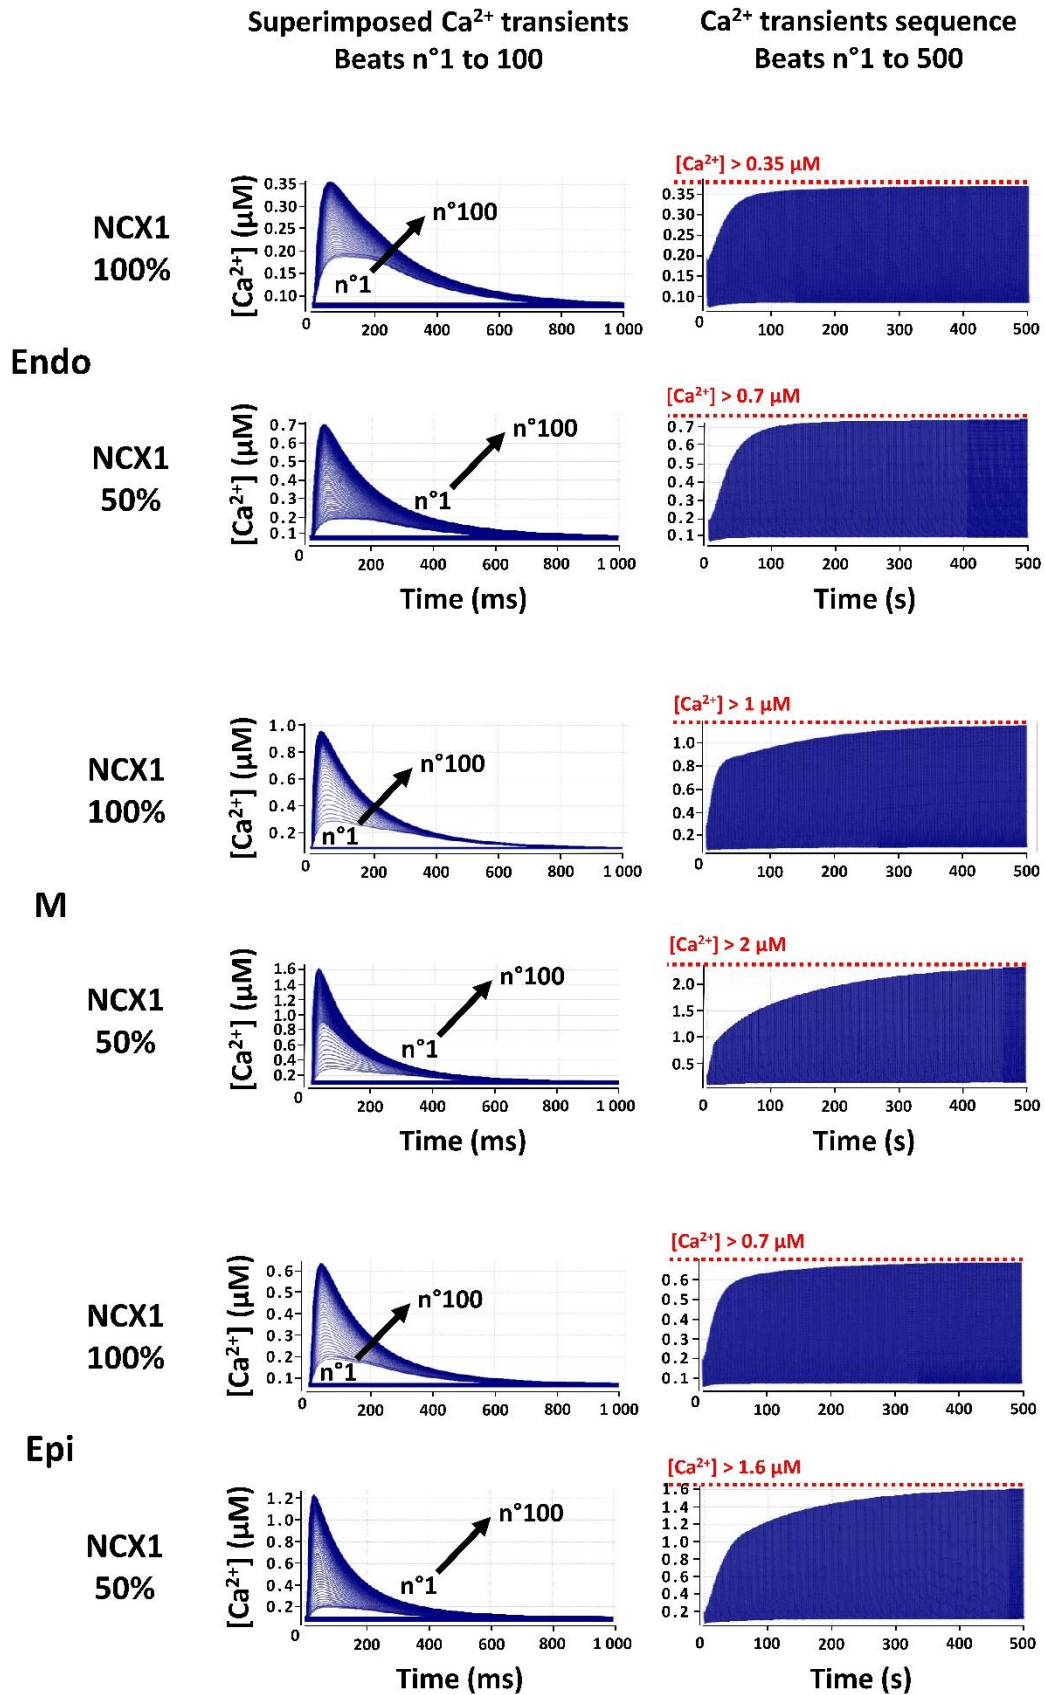 Superimposed Ca²⁺ transients
Beats n°1 to 100
Ca²⁺ transients sequence
Beats n°1 to 500
Endo
NCX1
100%
[Ca²⁺] (µM)
0.35
0.30
0.25
0.20
0.15
0.10
n°100
n°1
0 200 400 600 800 1 000
[Ca²⁺] > 0.35 µM
0.35
0.30
0.25
0.20
0.15
0.10
0 100 200 300 400 500
NCX1
50%
[Ca²⁺] (µM)
0.7
0.6
0.5
0.4
0.3
0.2
0.1
n°100
n°1
0 200 400 600 800 1 000
Time (ms)
[Ca²⁺] > 0.7 µM
0.7
0.6
0.5
0.4
0.3
0.2
0.1
0 100 200 300 400 500
Time (s)
M
NCX1
100%
[Ca²⁺] (µM)
1.0
0.8
0.6
0.4
0.2
n°100
n°1
0 200 400 600 800 1 000
[Ca²⁺] > 1 µM
1.0
0.8
0.6
0.4
0.2
0 100 200 300 400 500
NCX1
50%
[Ca²⁺] (µM)
1.6
1.4
1.2
1.0
0.8
0.6
0.4
0.2
n°100
n°1
0 200 400 600 800 1 000
Time (ms)
[Ca²⁺] > 2 µM
2.0
1.5
1.0
0.5
0 100 200 300 400 500
Time (s)
Epi
NCX1
100%
[Ca²⁺] (µM)
0.6
0.5
0.4
0.3
0.2
0.1
n°100
n°1
0 200 400 600 800 1 000
[Ca²⁺] > 0.7 µM
0.6
0.5
0.4
0.3
0.2
0.1
0 100 200 300 400 500
NCX1
50%
[Ca²⁺] (µM)
1.2
1.0
0.8
0.6
0.4
0.2
n°100
n°1
0 200 400 600 800 1 000
Time (ms)
[Ca²⁺] > 1.6 µM
1.6
1.4
1.2
1.0
0.8
0.6
0.4
0.2
0 100 200 300 400 500
Time (s)